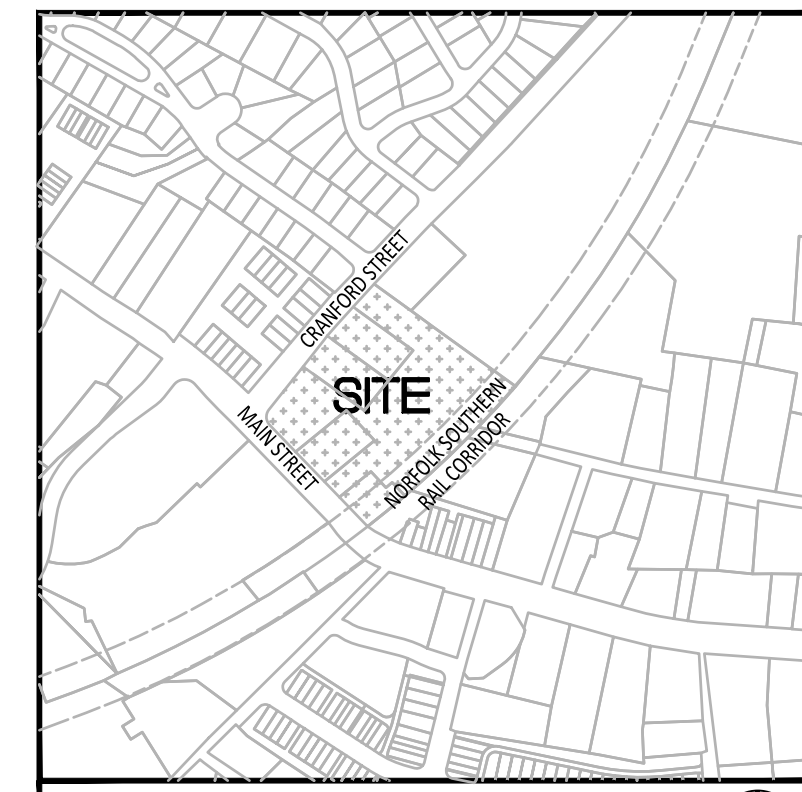 CRANFORD STREET
SITE
MAIN STREET
NORFOLK SOUTHERN
RAIL CORRIDOR